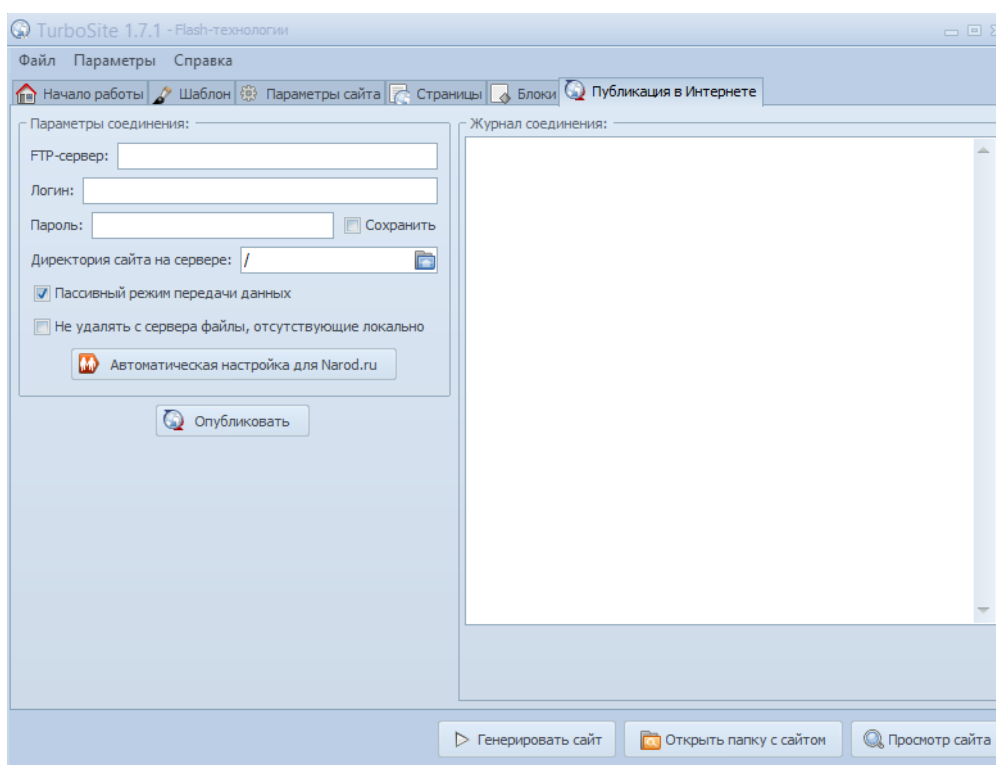 TurboSite 1.7.1 - Flash-технологии
Файл Параметры Справка
Начало работы Шаблон Параметры сайта Страницы Блоки Публикация в Интернете
Параметры соединения:
FTP-сервер:
Логин:
Пароль: Сохранить
Директория сайта на сервере: /
Пассивный режим передачи данных
Не удалять с сервера файлы, отсутствующие локально
Автоматическая настройка для Narod.ru
Опубликовать
Журнал соединения:
Генерировать сайт Открыть папку с сайтом Просмотр сайта